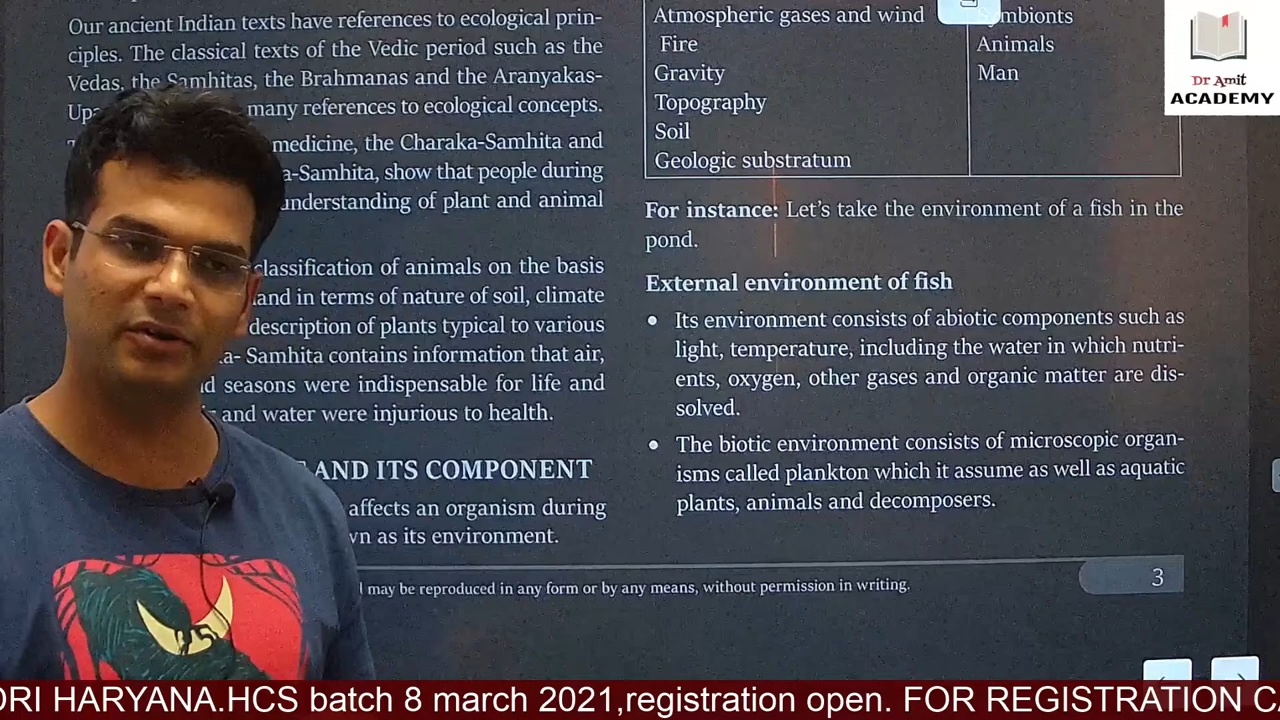 Our ancient Indian texts have references to ecological prin-
ciples. The classical texts of the Vedic period such as the
Vedas, the Samhitas, the Brahmanas and the Aranyakas-
many references to ecological concepts.
medicine, the Charaka-Samhita and
a-Samhita, show that people during
understanding of plant and animal
classification of animals on the basis
and in terms of nature of soil, climate
description of plants typical to various
a- Samhita contains information that air,
d seasons were indispensable for life and
and water were injurious to health.
AND ITS COMPONENT
affects an organism during
wn as its environment.
Atmospheric gases and wind
Fire
Gravity
Topography
Soil
Geologic substratum
mbionts
Animals
Man
For instance: Let's take the environment of a fish in the
pond.
External environment of fish
• Its environment consists of abiotic components such as
light, temperature, including the water in which nutri-
ents, oxygen, other gases and organic matter are dis-
solved.
• The biotic environment consists of microscopic organ-
isms called plankton which it assume as well as aquatic
plants, animals and decomposers.
may be reproduced in any form or by any means, without permission in writing.
3
Dr Amit
ACADEMY
ORI HARYANA.HCS batch 8 march 2021,registration open. FOR REGISTRATION CA